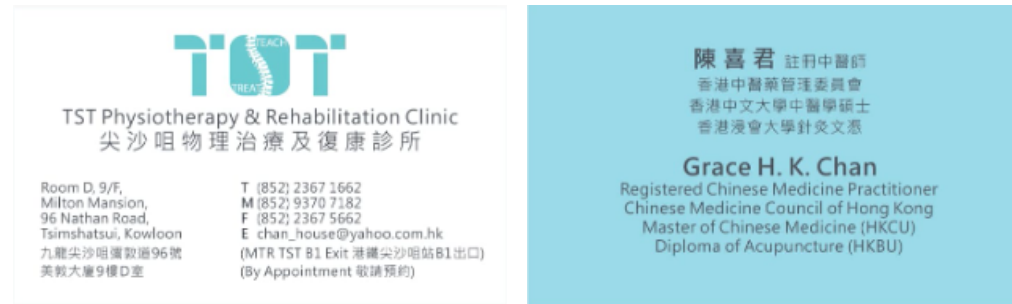 TST
TEACH
TREAT
TST Physiotherapy & Rehabilitation Clinic
尖沙咀物理治療及復康診所
Room D, 9/F,
Milton Mansion,
96 Nathan Road,
Tsimshatsui, Kowloon
九龍尖沙咀彌敦道96號
美敦大廈9樓D室
T (852) 2367 1662
M (852) 9370 7182
F (852) 2367 5662
E chan_house@yahoo.com.hk
(MTR TST B1 Exit 港鐵尖沙咀站B1出口)
(By Appointment 敬請預約)
陳喜君 註冊中醫師
香港中醫藥管理委員會
香港中文大學中醫學碩士
香港浸會大學針灸文憑
Grace H. K. Chan
Registered Chinese Medicine Practitioner
Chinese Medicine Council of Hong Kong
Master of Chinese Medicine (HKCU)
Diploma of Acupuncture (HKBU)